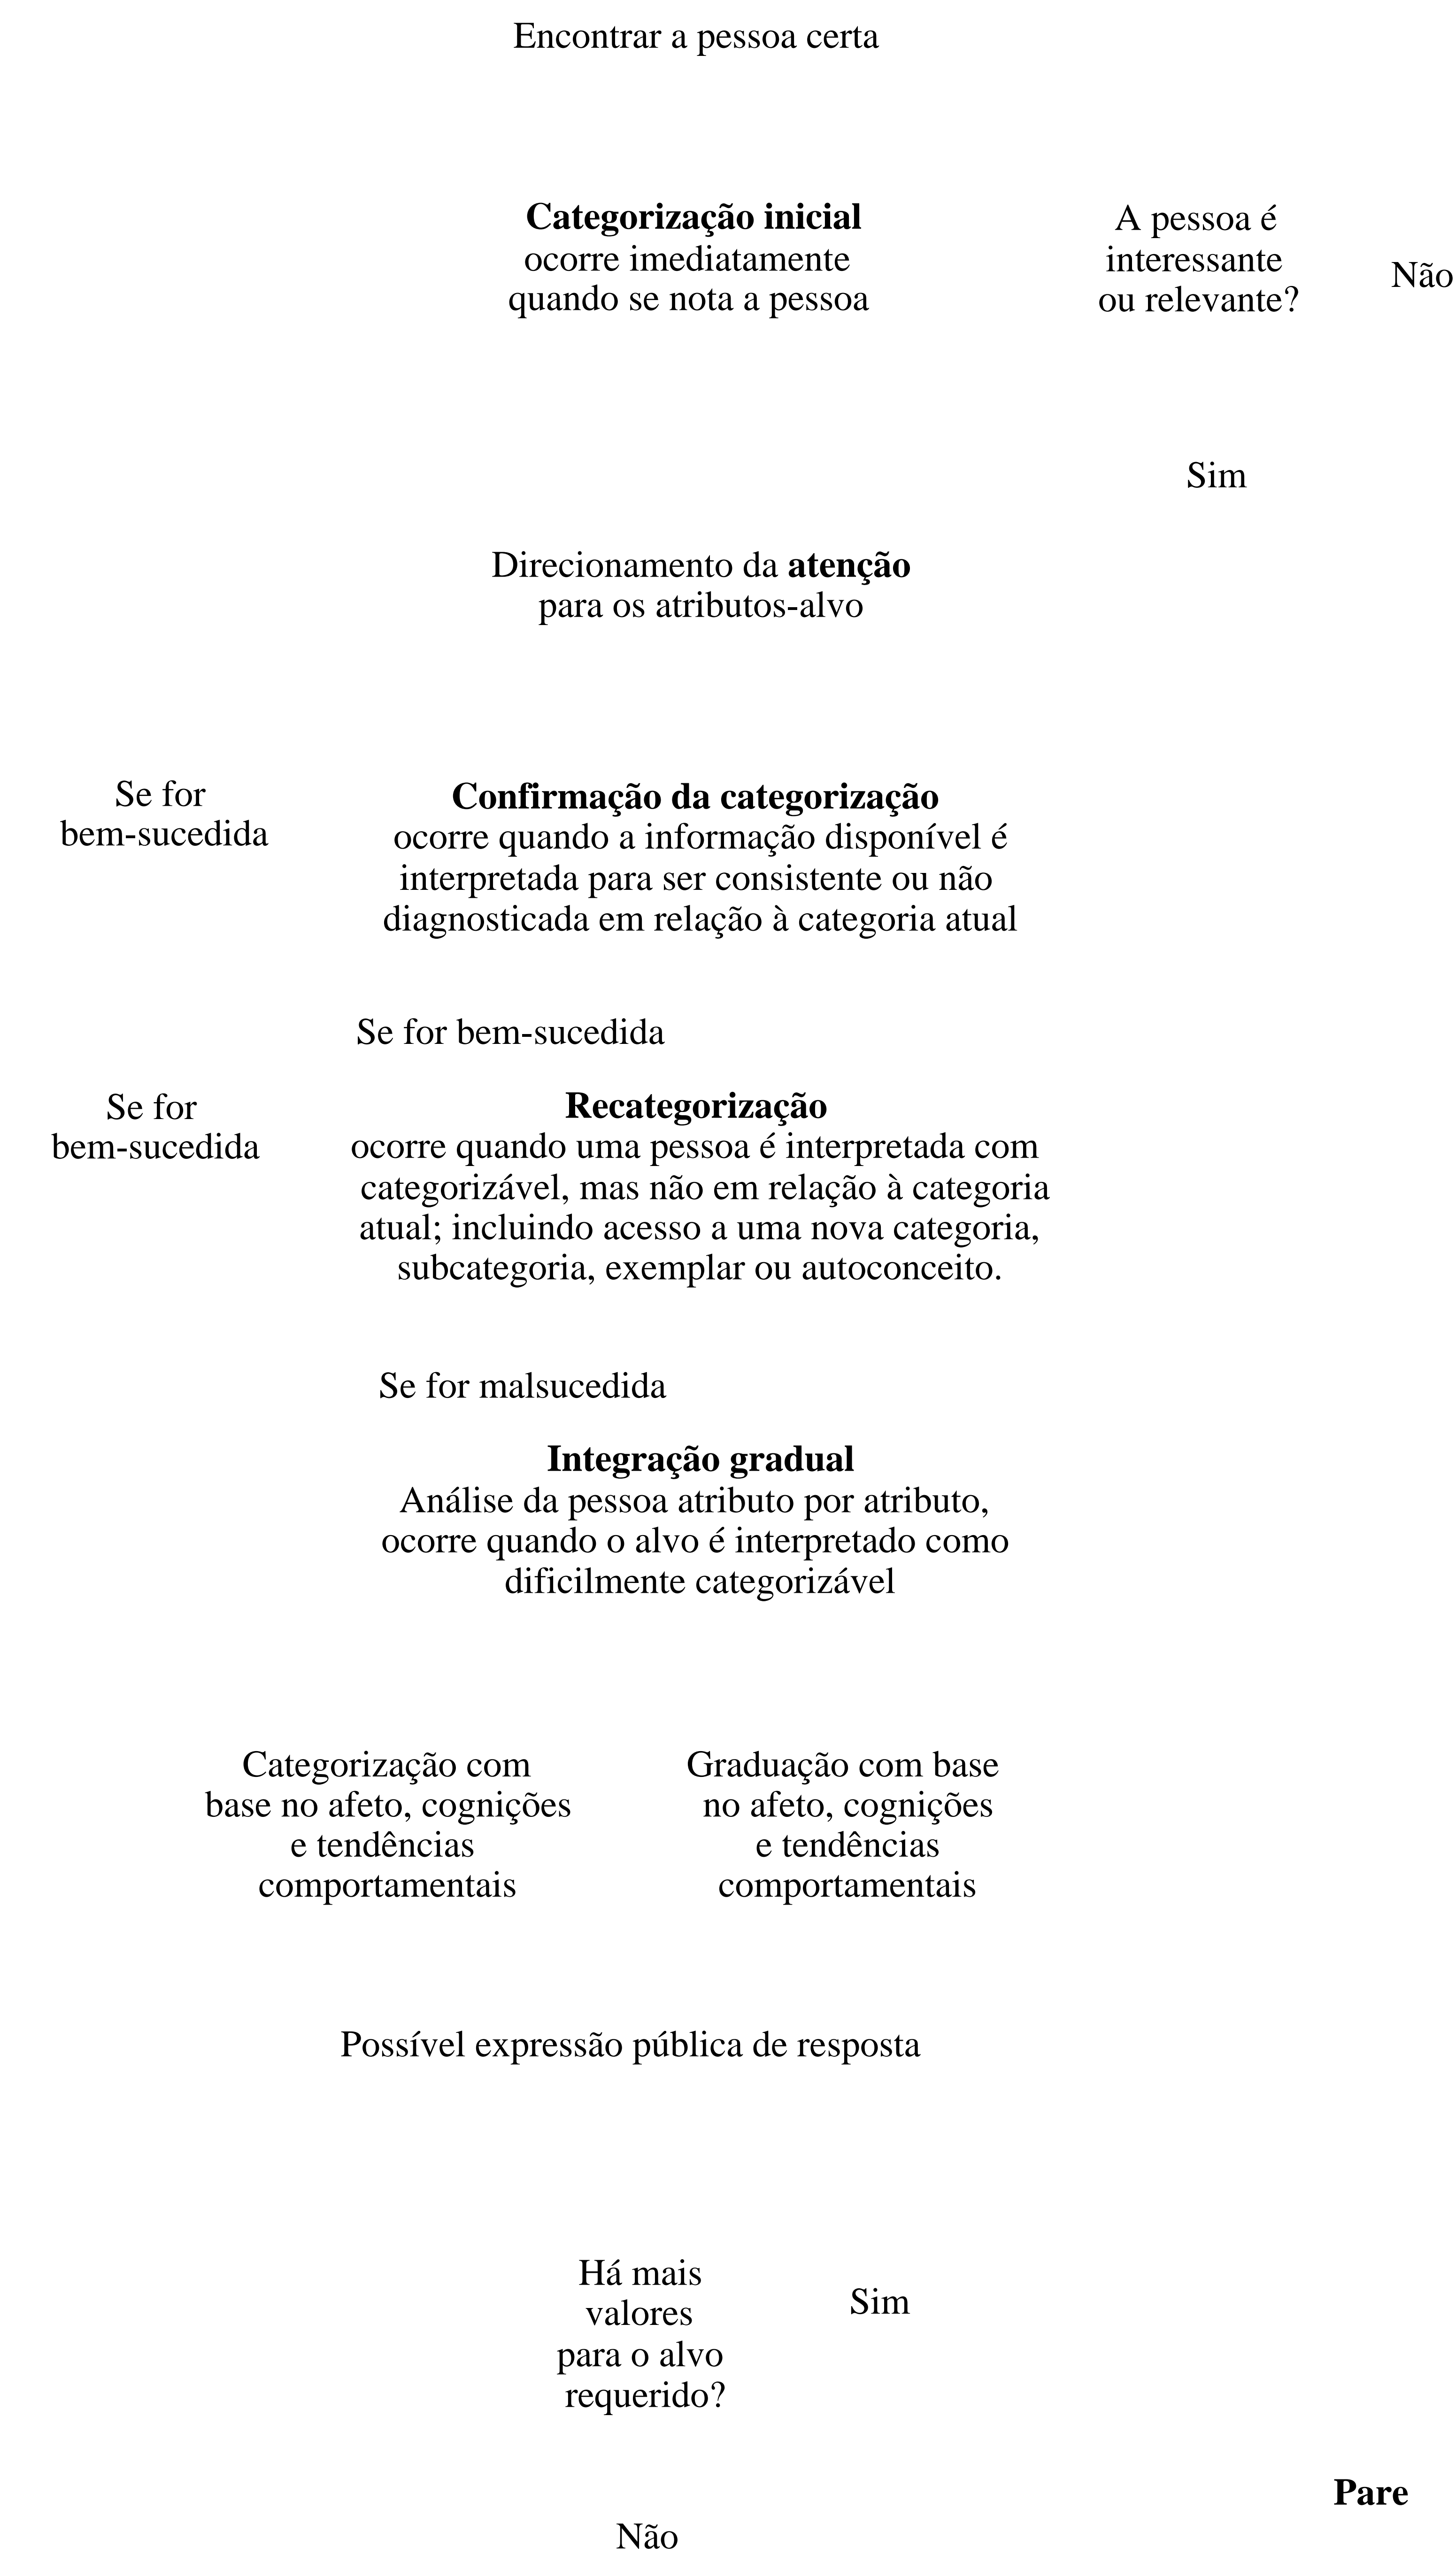 Encontrar a pessoa certa
Categorização inicial
ocorre imediatamente
quando se nota a pessoa
A pessoa é
interessante
ou relevante?
Não
Sim
Direcionamento da atenção
para os atributos-alvo
Se for
bem-sucedida
Confirmação da categorização
ocorre quando a informação disponível é
interpretada para ser consistente ou não
diagnosticada em relação à categoria atual
Se for bem-sucedida
Se for
bem-sucedida
Recategorização
ocorre quando uma pessoa é interpretada com
categorizável, mas não em relação à categoria
atual; incluindo acesso a uma nova categoria,
subcategoria, exemplar ou autoconceito.
Se for malsucedida
Integração gradual
Análise da pessoa atributo por atributo,
ocorre quando o alvo é interpretado como
dificilmente categorizável
Categorização com
base no afeto, cognições
e tendências
comportamentais
Graduação com base
no afeto, cognições
e tendências
comportamentais
Possível expressão pública de resposta
Há mais
valores
para o alvo
requerido?
Sim
Pare
Não